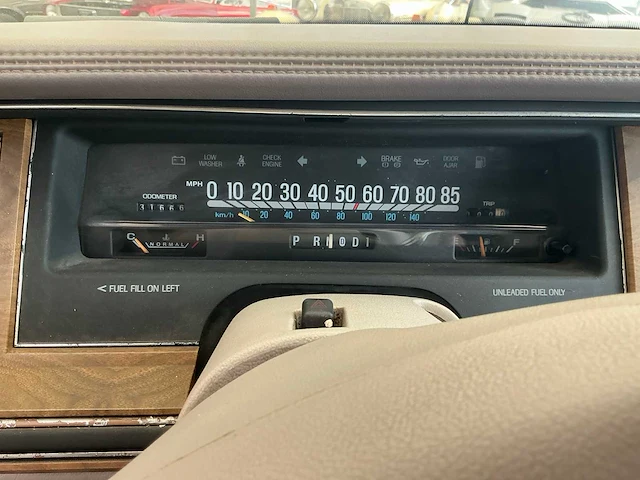 LOW WASHER CHECK ENGINE BRAKE DOOR AJAR
MPH 0 10 20 30 40 50 60 70 80 85
ODOMETER
31666
km/h 20 40 60 80 100 120 140
TRIP
C H
NORMAL
P R N O D 1
E F
< FUEL FILL ON LEFT
UNLEADED FUEL ONLY